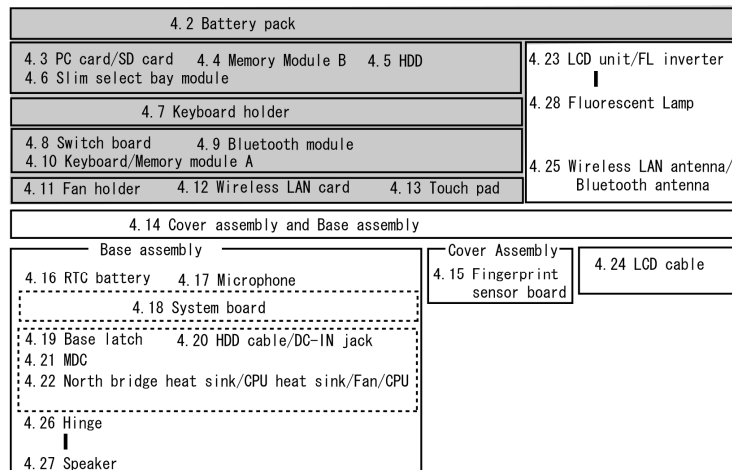 4.2 Battery pack
4.3 PC card/SD card 4.4 Memory Module B 4.5 HDD
4.6 Slim select bay module
4.7 Keyboard holder
4.8 Switch board 4.9 Bluetooth module
4.10 Keyboard/Memory module A
4.11 Fan holder 4.12 Wireless LAN card 4.13 Touch pad
4.23 LCD unit/FL inverter
4.28 Fluorescent Lamp
4.25 Wireless LAN antenna/
Bluetooth antenna
4.14 Cover assembly and Base assembly
Base assembly
4.16 RTC battery 4.17 Microphone
4.18 System board
4.19 Base latch 4.20 HDD cable/DC-IN jack
4.21 MDC
4.22 North bridge heat sink/CPU heat sink/Fan/CPU
4.26 Hinge
4.27 Speaker
Cover Assembly
4.15 Fingerprint
sensor board
4.24 LCD cable